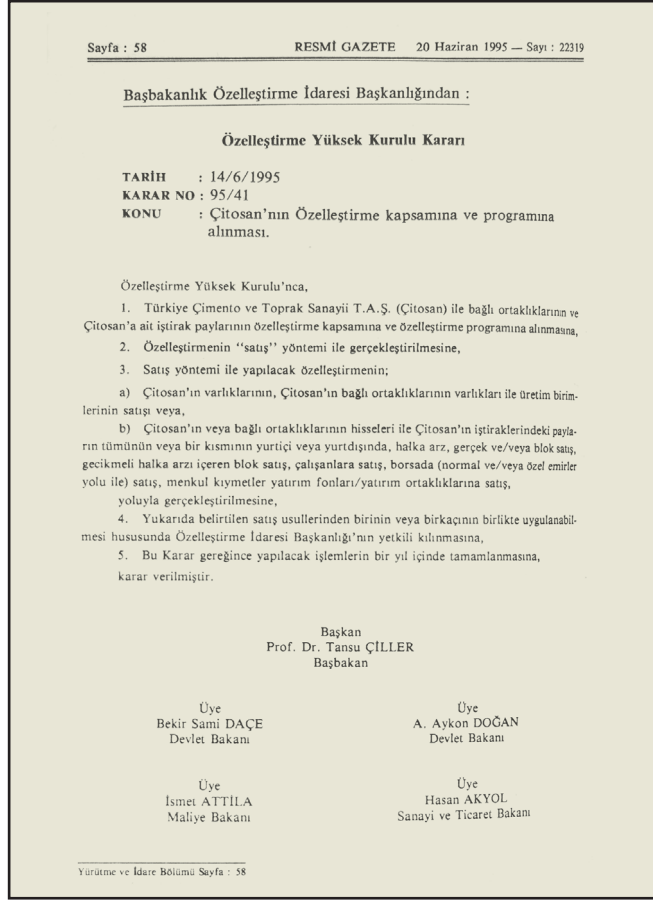 Sayfa : 58 RESMÎ GAZETE 20 Haziran 1995 — Sayı : 22319
Başbakanlık Özelleştirme İdaresi Başkanlığından :
Özelleştirme Yüksek Kurulu Kararı
TARİH : 14/6/1995
KARAR NO : 95/41
KONU : Çitosan’nın Özelleştirme kapsamına ve programına
alınması.
Özelleştirme Yüksek Kurulu’nca,
1. Türkiye Çimento ve Toprak Sanayii T.A.Ş. (Çitosan) ile bağlı ortaklıklarının ve
Çitosan’a ait iştirak paylarının özelleştirme kapsamına ve özelleştirme programına alınmasına,
2. Özelleştirmenin “satış” yöntemi ile gerçekleştirilmesine,
3. Satış yöntemi ile yapılacak özelleştirmenin;
a) Çitosan’ın varlıklarının, Çitosan’ın bağlı ortaklıklarının varlıkları ile üretim birim-
lerinin satışı veya,
b) Çitosan’ın veya bağlı ortaklıklarının hisseleri ile Çitosan’ın iştiraklerindeki payla-
rın tümünün veya bir kısmının yurtiçi veya yurtdışında, halka arz, gerçek ve/veya blok satış,
gecikmeli halka arzı içeren blok satış, çalışanlara satış, borsada (normal ve/veya özel emirler
yolu ile) satış, menkul kıymetler yatırım fonları/yatırım ortaklıklarına satış,
yoluyla gerçekleştirilmesine,
4. Yukarıda belirtilen satış usullerinden birinin veya birkaçının birlikte uygulanabil-
mesi hususunda Özelleştirme İdaresi Başkanlığı’nın yetkili kılınmasına,
5. Bu Karar gereğince yapılacak işlemlerin bir yıl içinde tamamlanmasına,
karar verilmiştir.
Başkan
Prof. Dr. Tansu ÇİLLER
Başbakan
Üye Üye
Bekir Sami DAÇE A. Aykon DOĞAN
Devlet Bakanı Devlet Bakanı
Üye Üye
İsmet ATTİLA Hasan AKYOL
Maliye Bakanı Sanayi ve Ticaret Bakanı
Yürütme ve İdare Bölümü Sayfa : 58